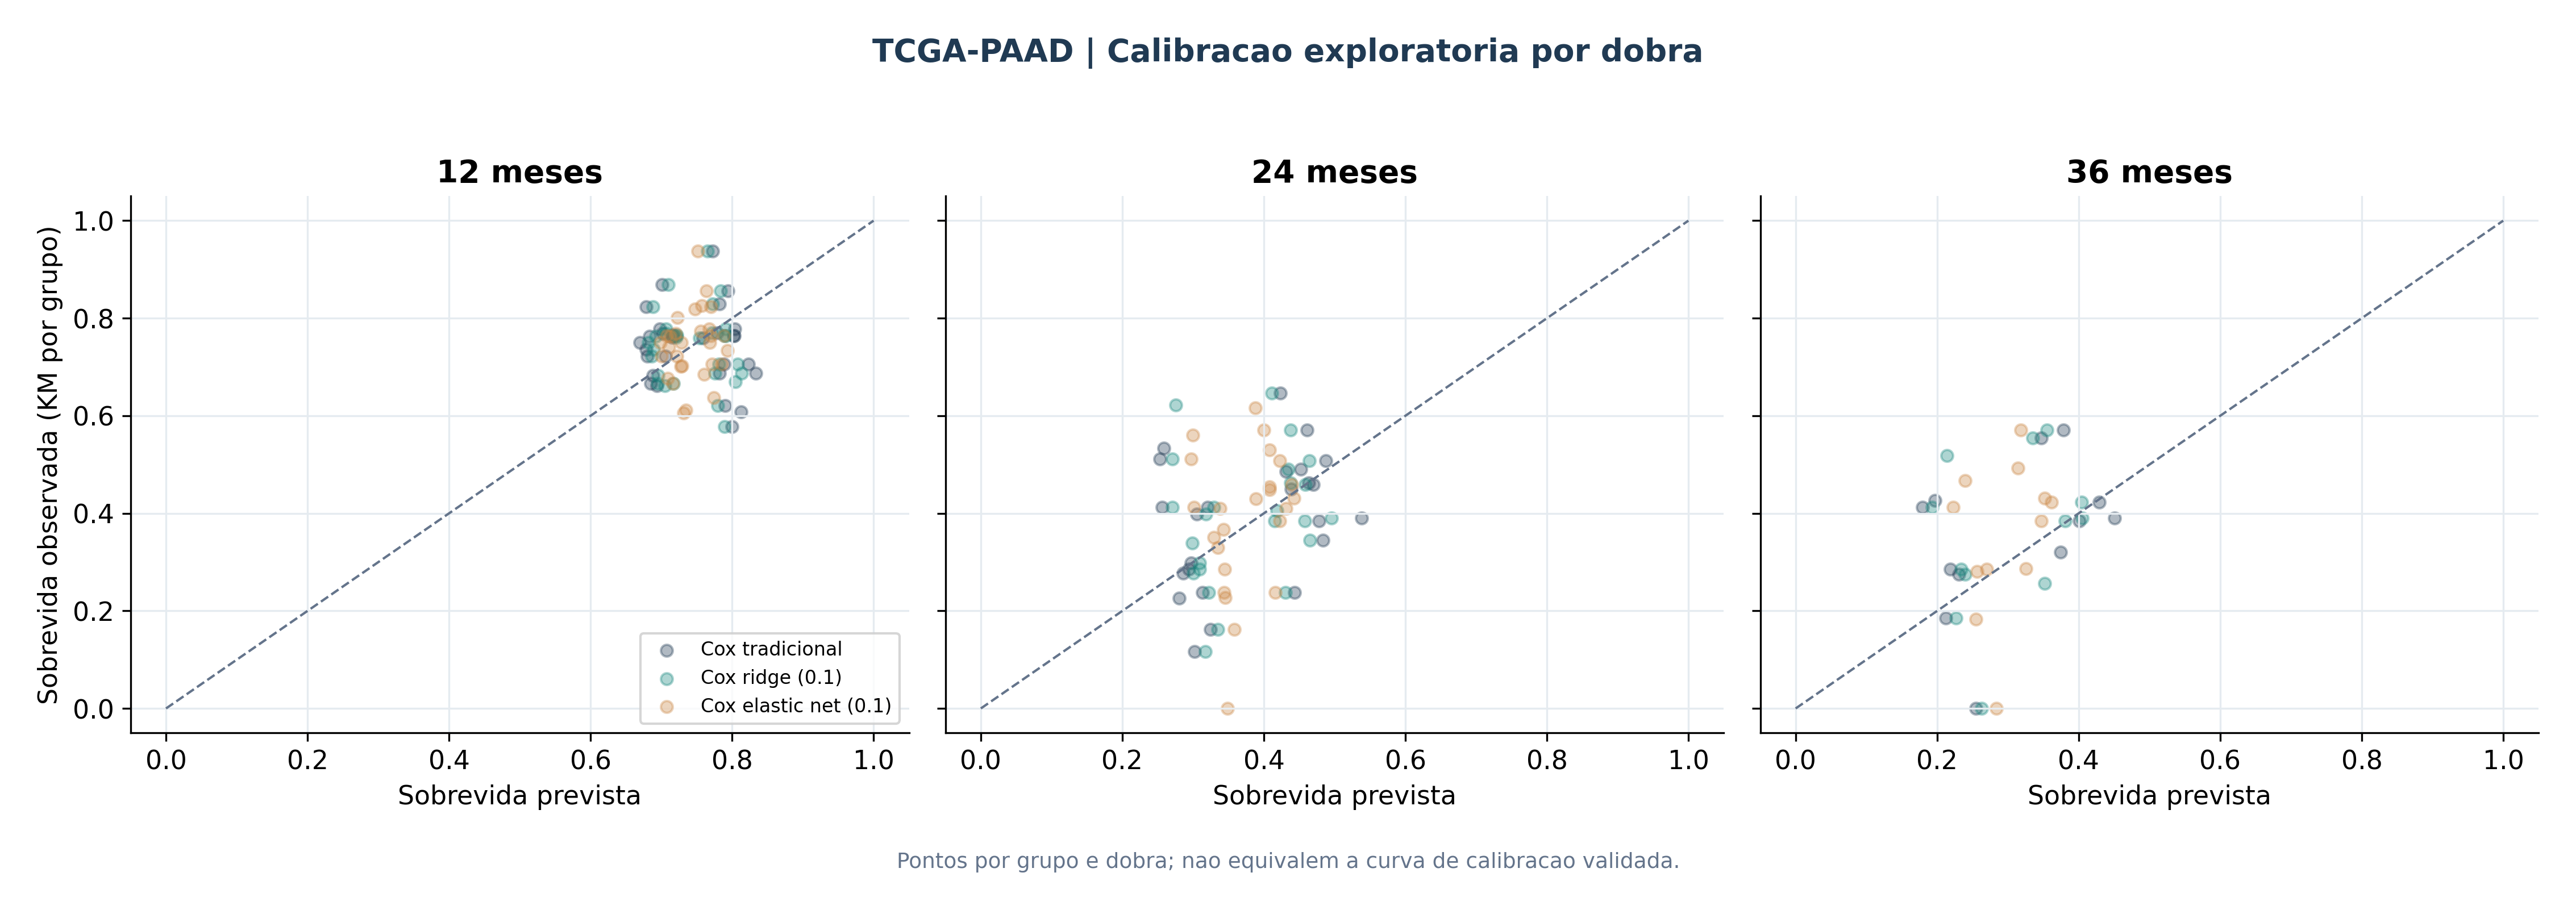 TCGA-PAAD | Calibracao exploratoria por dobra
12 meses
24 meses
36 meses
Sobrevida observada (KM por grupo)
1.0
0.8
0.6
0.4
0.2
0.0
Cox tradicional
Cox ridge (0.1)
Cox elastic net (0.1)
0.0 0.2 0.4 0.6 0.8 1.0
0.0 0.2 0.4 0.6 0.8 1.0
0.0 0.2 0.4 0.6 0.8 1.0
Sobrevida prevista
Sobrevida prevista
Sobrevida prevista
Pontos por grupo e dobra; nao equivalem a curva de calibracao validada.